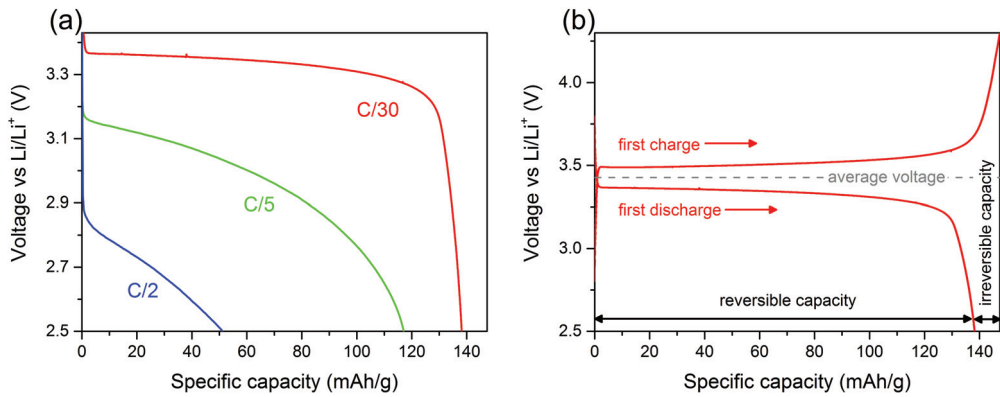 (a)
Voltage vs Li/Li⁺ (V)
3.3
3.1
2.9
2.7
2.5
C/30
C/5
C/2
0
20
40
60
80
100
120
140
Specific capacity (mAh/g)
(b)
Voltage vs Li/Li⁺ (V)
4.0
3.5
3.0
2.5
first charge
average voltage
first discharge
reversible capacity
irreversible capacity
0
20
40
60
80
100
120
140
Specific capacity (mAh/g)